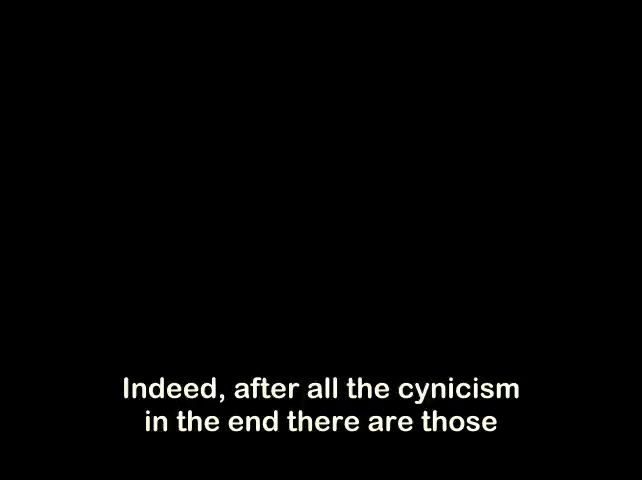 Indeed, after all the cynicism
in the end there are those